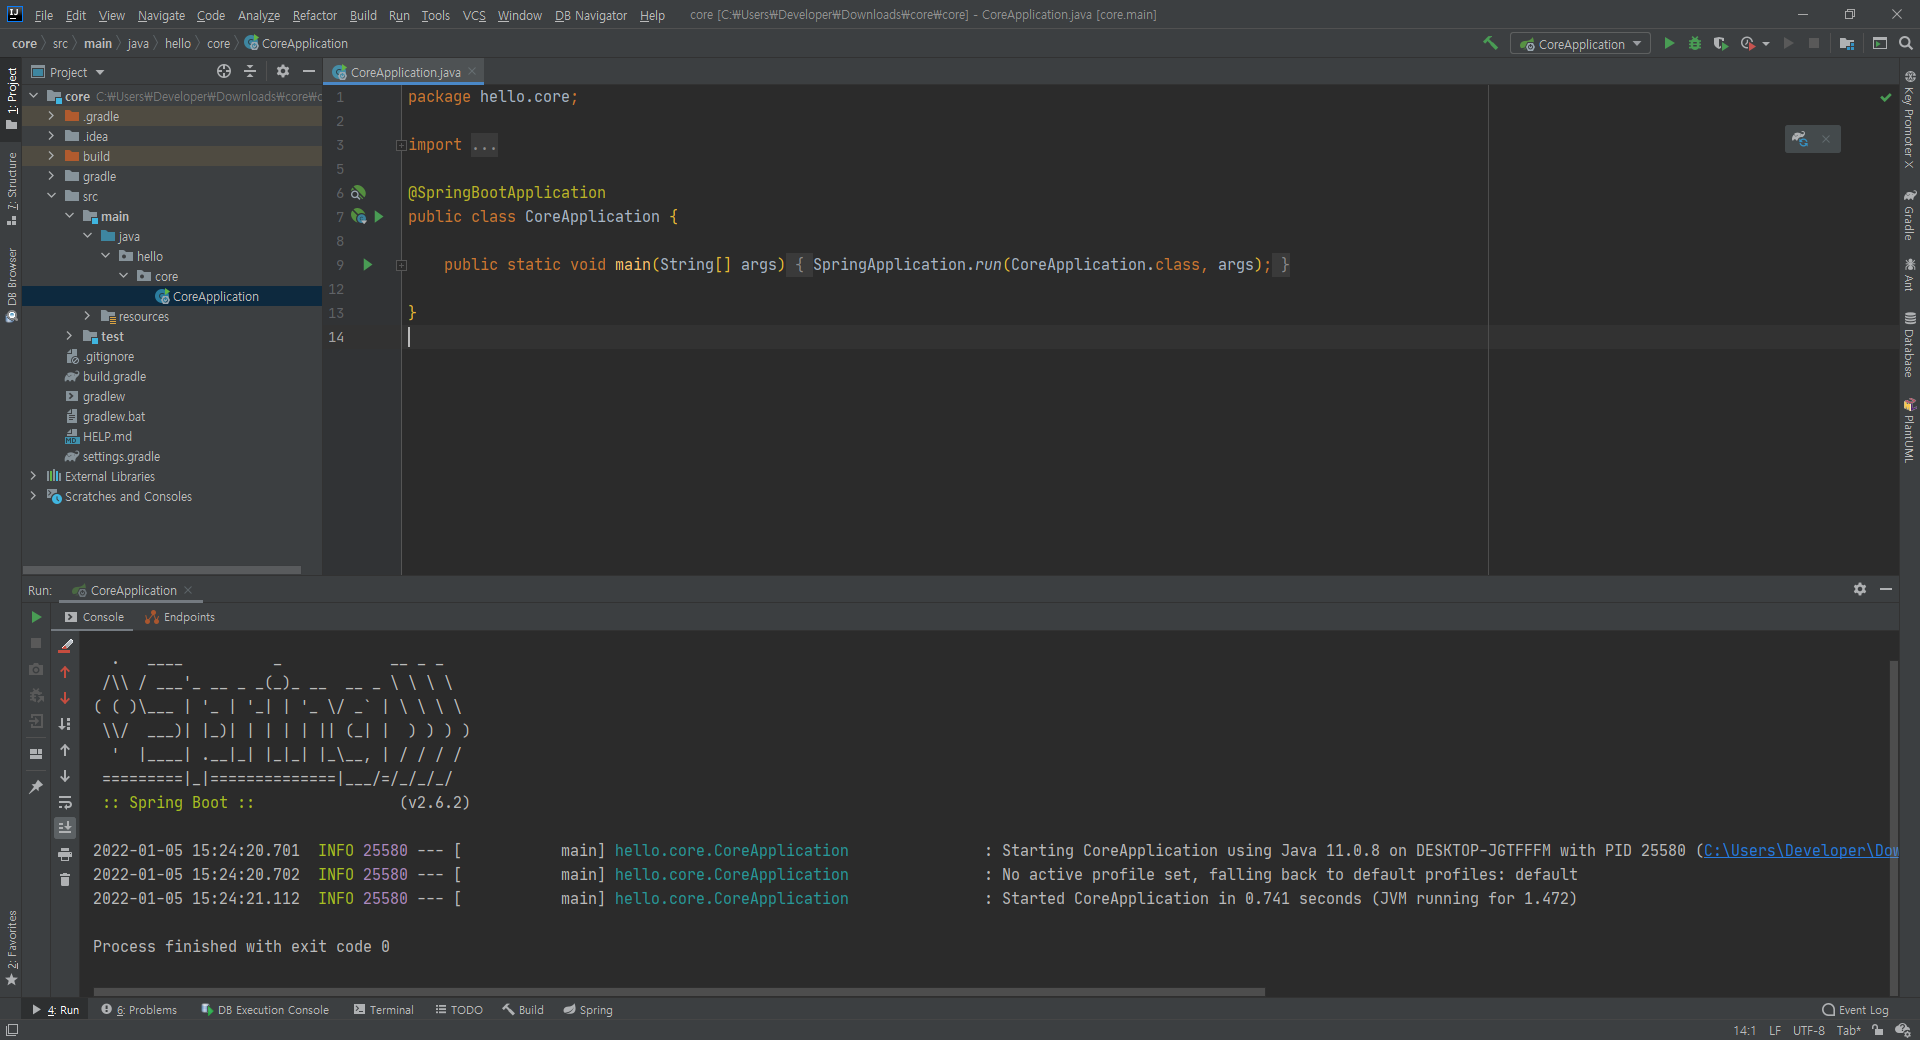 File Edit View Navigate Code Analyze Refactor Build Run Tools VCS Window DB Navigator Help core [C:₩Users₩Developer₩Downloads₩core₩core] - CoreApplication.java [core.main]
core src main java hello core CoreApplication
CoreApplication
Project
CoreApplication.java
1: Project
7: Structure
DB Browser
2: Favorites
core C:₩Users₩Developer₩Downloads₩core₩c
.gradle
.idea
build
gradle
src
main
java
hello
core
CoreApplication
resources
test
.gitignore
build.gradle
gradlew
gradlew.bat
HELP.md
settings.gradle
External Libraries
Scratches and Consoles
1 package hello.core;
2
3 import ...
5
6 @SpringBootApplication
7 public class CoreApplication {
8
9 public static void main(String[] args) { SpringApplication.run(CoreApplication.class, args); }
12
13 }
14
Key Promoter X
Gradle
Ant
Database
PlantUML
Run: CoreApplication
Console Endpoints
  .   ____          _            __ _ _
 /\\ / ___'_ __ _ _(_)_ __  __ _ \ \ \ \
( ( )\___ | '_ | '_| | '_ \/ _` | \ \ \ \
 \\/  ___)| |_)| | | | | || (_| |  ) ) ) )
  '  |____| .__|_| |_|_| |_\__, | / / / /
 =========|_|==============|___/=/_/_/_/
 :: Spring Boot ::                (v2.6.2)
2022-01-05 15:24:20.701  INFO 25580 --- [           main] hello.core.CoreApplication               : Starting CoreApplication using Java 11.0.8 on DESKTOP-JGTFFFM with PID 25580 (C:\Users\Developer\Dow
2022-01-05 15:24:20.702  INFO 25580 --- [           main] hello.core.CoreApplication               : No active profile set, falling back to default profiles: default
2022-01-05 15:24:21.112  INFO 25580 --- [           main] hello.core.CoreApplication               : Started CoreApplication in 0.741 seconds (JVM running for 1.472)
Process finished with exit code 0
4: Run 6: Problems DB Execution Console Terminal TODO Build Spring Event Log
14:1 LF UTF-8 Tab*